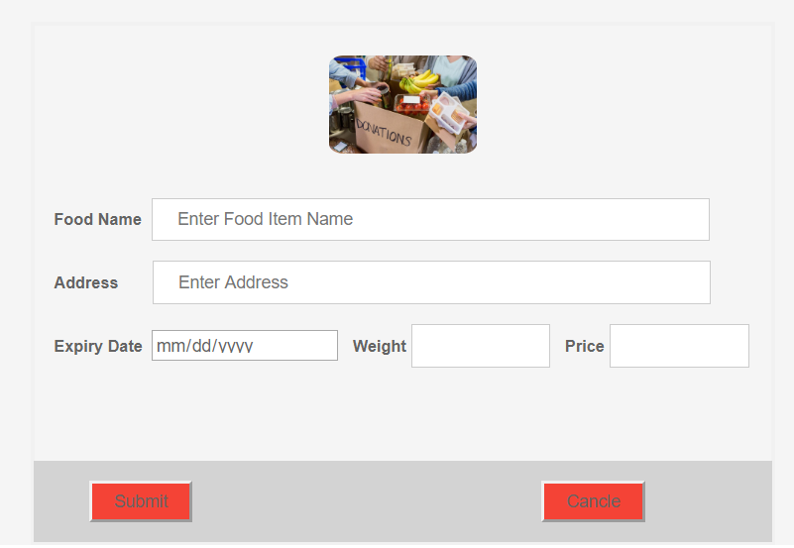 DONATIONS
Food Name Enter Food Item Name
Address Enter Address
Expiry Date mm/dd/yyyy Weight Price
Submit Cancle